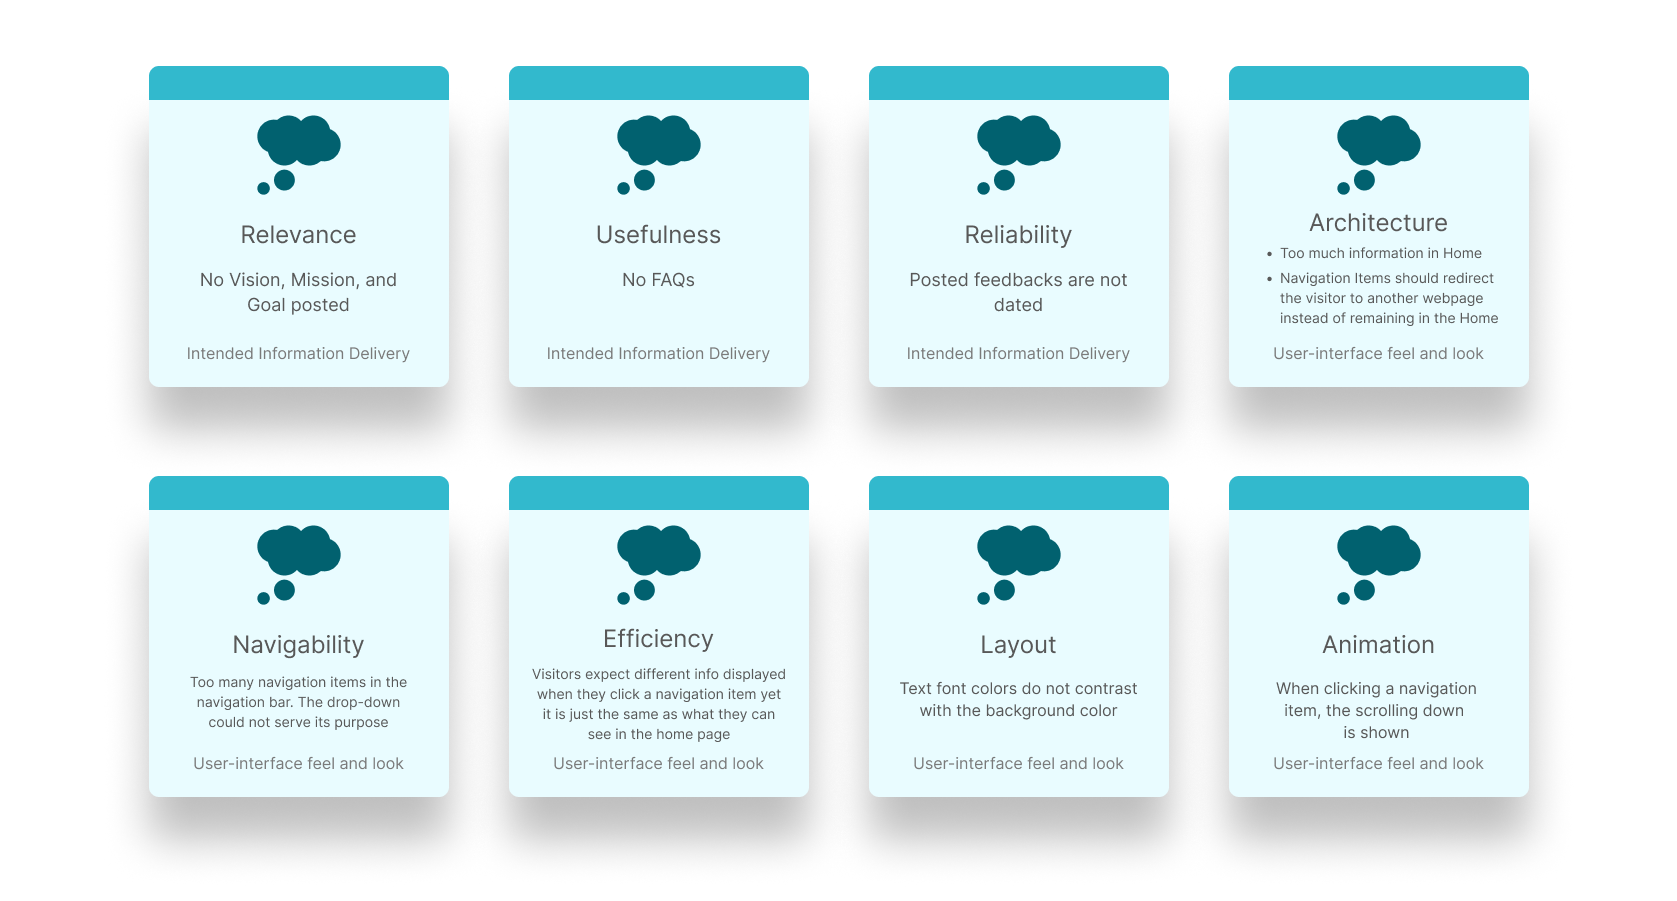 Relevance
No Vision, Mission, and
Goal posted
Intended Information Delivery
Usefulness
No FAQs
Intended Information Delivery
Reliability
Posted feedbacks are not
dated
Intended Information Delivery
Architecture
• Too much information in Home
• Navigation Items should redirect
the visitor to another webpage
instead of remaining in the Home
User-interface feel and look
Navigability
Too many navigation items in the
navigation bar. The drop-down
could not serve its purpose
User-interface feel and look
Efficiency
Visitors expect different info displayed
when they click a navigation item yet
it is just the same as what they can
see in the home page
User-interface feel and look
Layout
Text font colors do not contrast
with the background color
User-interface feel and look
Animation
When clicking a navigation
item, the scrolling down
is shown
User-interface feel and look